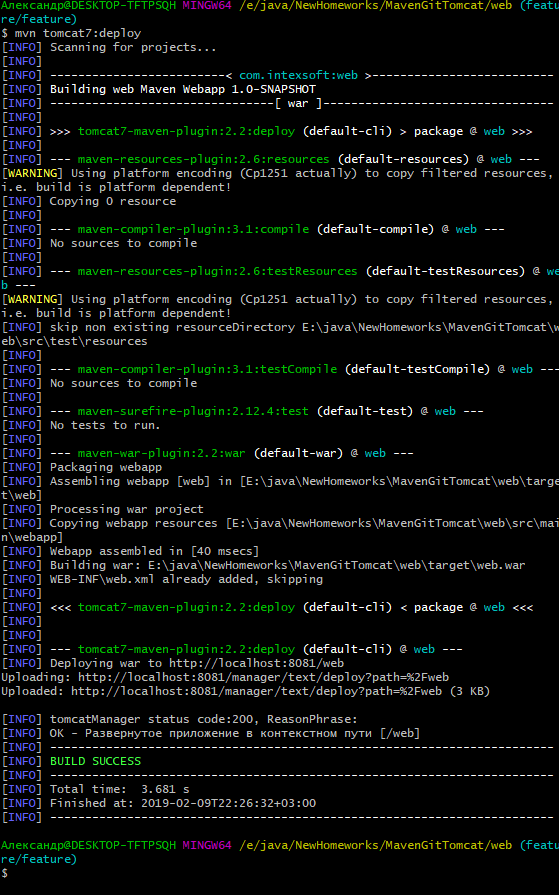 Александр@DESKTOP-TFTPSQH MINGW64 /e/java/NewHomeworks/MavenGitTomcat/web (featu
re/feature)
$ mvn tomcat7:deploy
[INFO] Scanning for projects...
[INFO]
[INFO] -------------------------< com.intexsoft:web >--------------------------
[INFO] Building web Maven Webapp 1.0-SNAPSHOT
[INFO] --------------------------------[ war ]---------------------------------
[INFO]
[INFO] >>> tomcat7-maven-plugin:2.2:deploy (default-cli) > package @ web >>>
[INFO]
[INFO] --- maven-resources-plugin:2.6:resources (default-resources) @ web ---
[WARNING] Using platform encoding (Cp1251 actually) to copy filtered resources,
i.e. build is platform dependent!
[INFO] Copying 0 resource
[INFO]
[INFO] --- maven-compiler-plugin:3.1:compile (default-compile) @ web ---
[INFO] No sources to compile
[INFO]
[INFO] --- maven-resources-plugin:2.6:testResources (default-testResources) @ we
b ---
[WARNING] Using platform encoding (Cp1251 actually) to copy filtered resources,
i.e. build is platform dependent!
[INFO] skip non existing resourceDirectory E:\java\NewHomeworks\MavenGitTomcat\w
eb\src\test\resources
[INFO]
[INFO] --- maven-compiler-plugin:3.1:testCompile (default-testCompile) @ web ---
[INFO] No sources to compile
[INFO]
[INFO] --- maven-surefire-plugin:2.12.4:test (default-test) @ web ---
[INFO] No tests to run.
[INFO]
[INFO] --- maven-war-plugin:2.2:war (default-war) @ web ---
[INFO] Packaging webapp
[INFO] Assembling webapp [web] in [E:\java\NewHomeworks\MavenGitTomcat\web\targe
t\web]
[INFO] Processing war project
[INFO] Copying webapp resources [E:\java\NewHomeworks\MavenGitTomcat\web\src\mai
n\webapp]
[INFO] Webapp assembled in [40 msecs]
[INFO] Building war: E:\java\NewHomeworks\MavenGitTomcat\web\target\web.war
[INFO] WEB-INF\web.xml already added, skipping
[INFO]
[INFO] <<< tomcat7-maven-plugin:2.2:deploy (default-cli) < package @ web <<<
[INFO]
[INFO]
[INFO] --- tomcat7-maven-plugin:2.2:deploy (default-cli) @ web ---
[INFO] Deploying war to http://localhost:8081/web
Uploading: http://localhost:8081/manager/text/deploy?path=%2Fweb
Uploaded: http://localhost:8081/manager/text/deploy?path=%2Fweb (3 KB)

[INFO] tomcatManager status code:200, ReasonPhrase:
[INFO] OK - Развернутое приложение в контекстном пути [/web]
[INFO] ------------------------------------------------------------------------
[INFO] BUILD SUCCESS
[INFO] ------------------------------------------------------------------------
[INFO] Total time:  3.681 s
[INFO] Finished at: 2019-02-09T22:26:32+03:00
[INFO] ------------------------------------------------------------------------

Александр@DESKTOP-TFTPSQH MINGW64 /e/java/NewHomeworks/MavenGitTomcat/web (featu
re/feature)
$